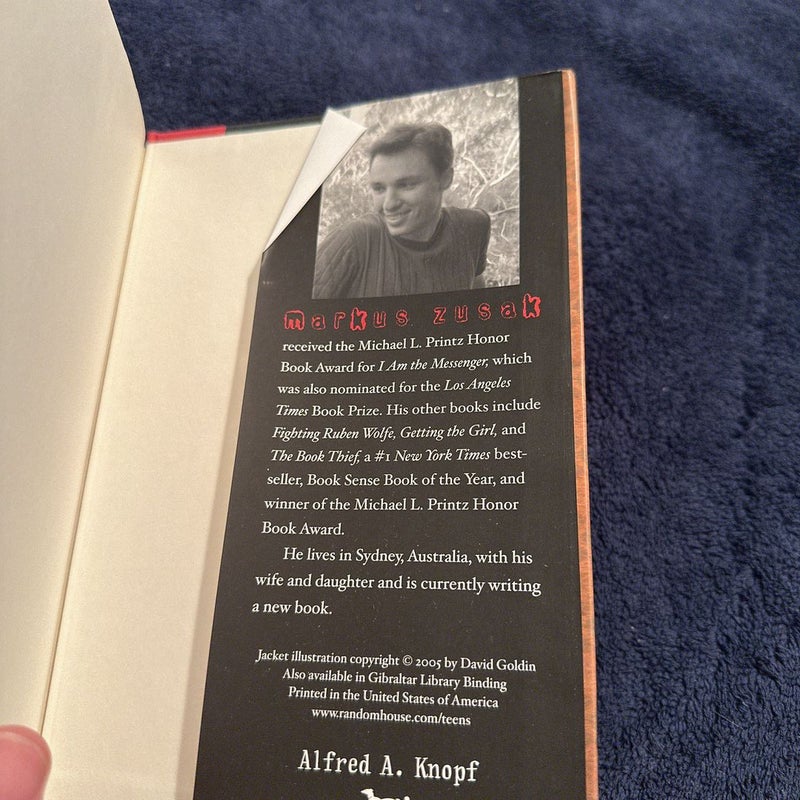 markus zusak
received the Michael L. Printz Honor
Book Award for I Am the Messenger, which
was also nominated for the Los Angeles
Times Book Prize. His other books include
Fighting Ruben Wolfe, Getting the Girl, and
The Book Thief, a #1 New York Times best-
seller, Book Sense Book of the Year, and
winner of the Michael L. Printz Honor
Book Award.
He lives in Sydney, Australia, with his
wife and daughter and is currently writing
a new book.
Jacket illustration copyright © 2005 by David Goldin
Also available in Gibraltar Library Binding
Printed in the United States of America
www.randomhouse.com/teens
Alfred A. Knopf